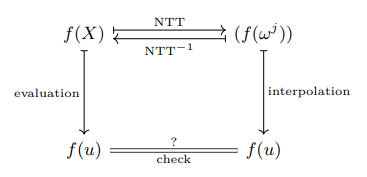 NTT
f(X) (f(ω^j))
NTT^{-1}
evaluation interpolation
?
f(u) f(u)
check